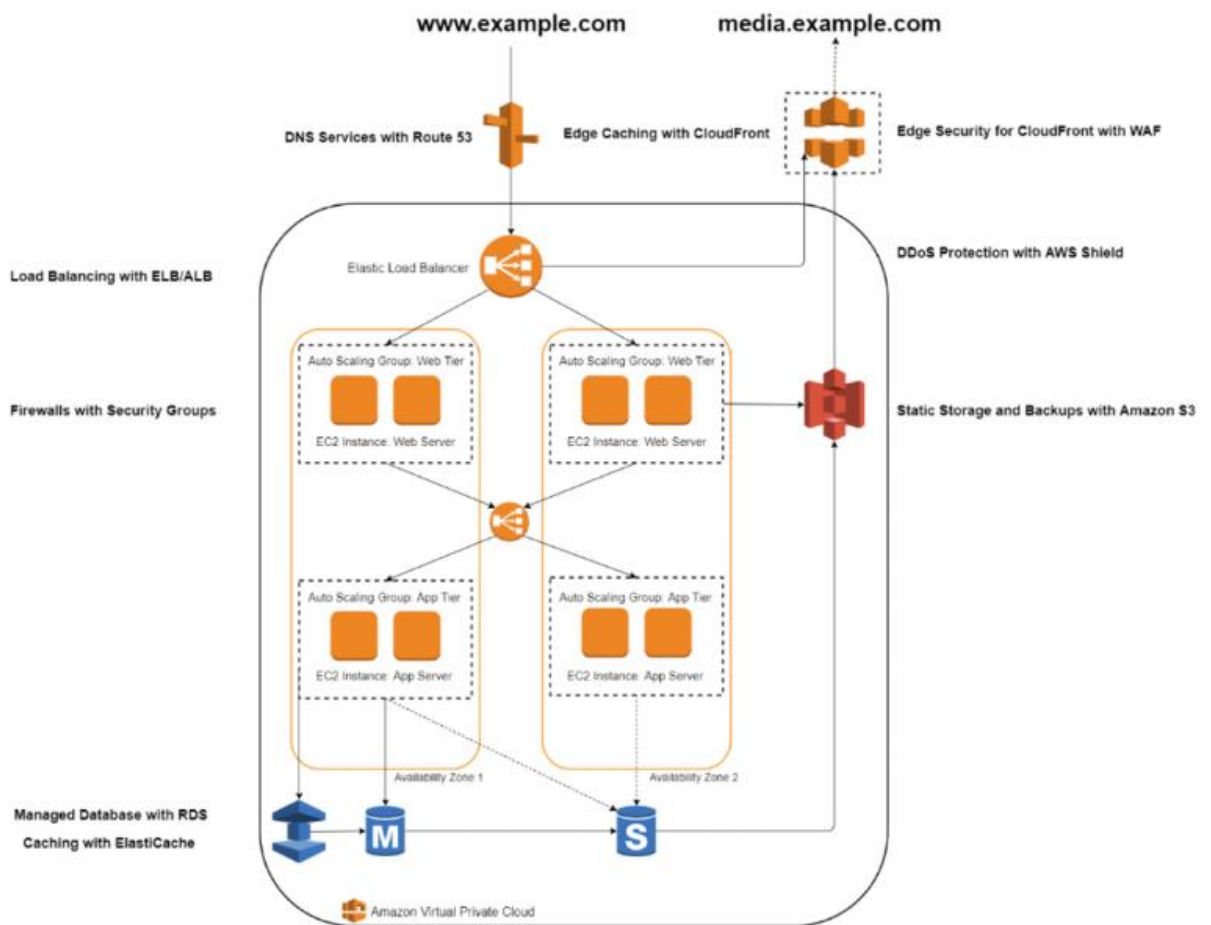 www.example.com
media.example.com
DNS Services with Route 53
Edge Caching with CloudFront
Edge Security for CloudFront with WAF
Load Balancing with ELB/ALB
Elastic Load Balancer
DDoS Protection with AWS Shield
Auto Scaling Group: Web Tier
Auto Scaling Group: Web Tier
Firewalls with Security Groups
Static Storage and Backups with Amazon S3
EC2 Instance: Web Server
EC2 Instance: Web Server
Auto Scaling Group: App Tier
Auto Scaling Group: App Tier
EC2 Instance: App Server
EC2 Instance: App Server
Availability Zone 1
Availability Zone 2
Managed Database with RDS
Caching with ElastiCache
M
S
Amazon Virtual Private Cloud